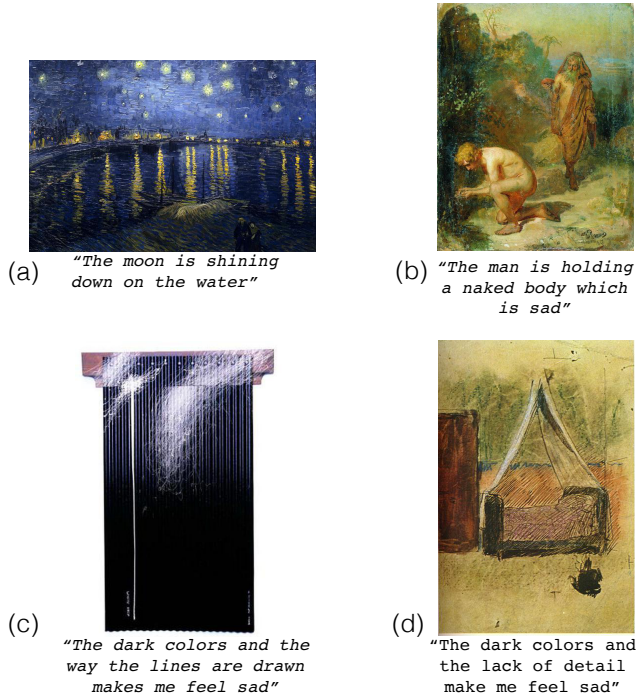 (a) "The moon is shining
down on the water"
(b) "The man is holding
a naked body which
is sad"
(c) "The dark colors and the
way the lines are drawn
makes me feel sad"
(d) "The dark colors and
the lack of detail
make me feel sad"